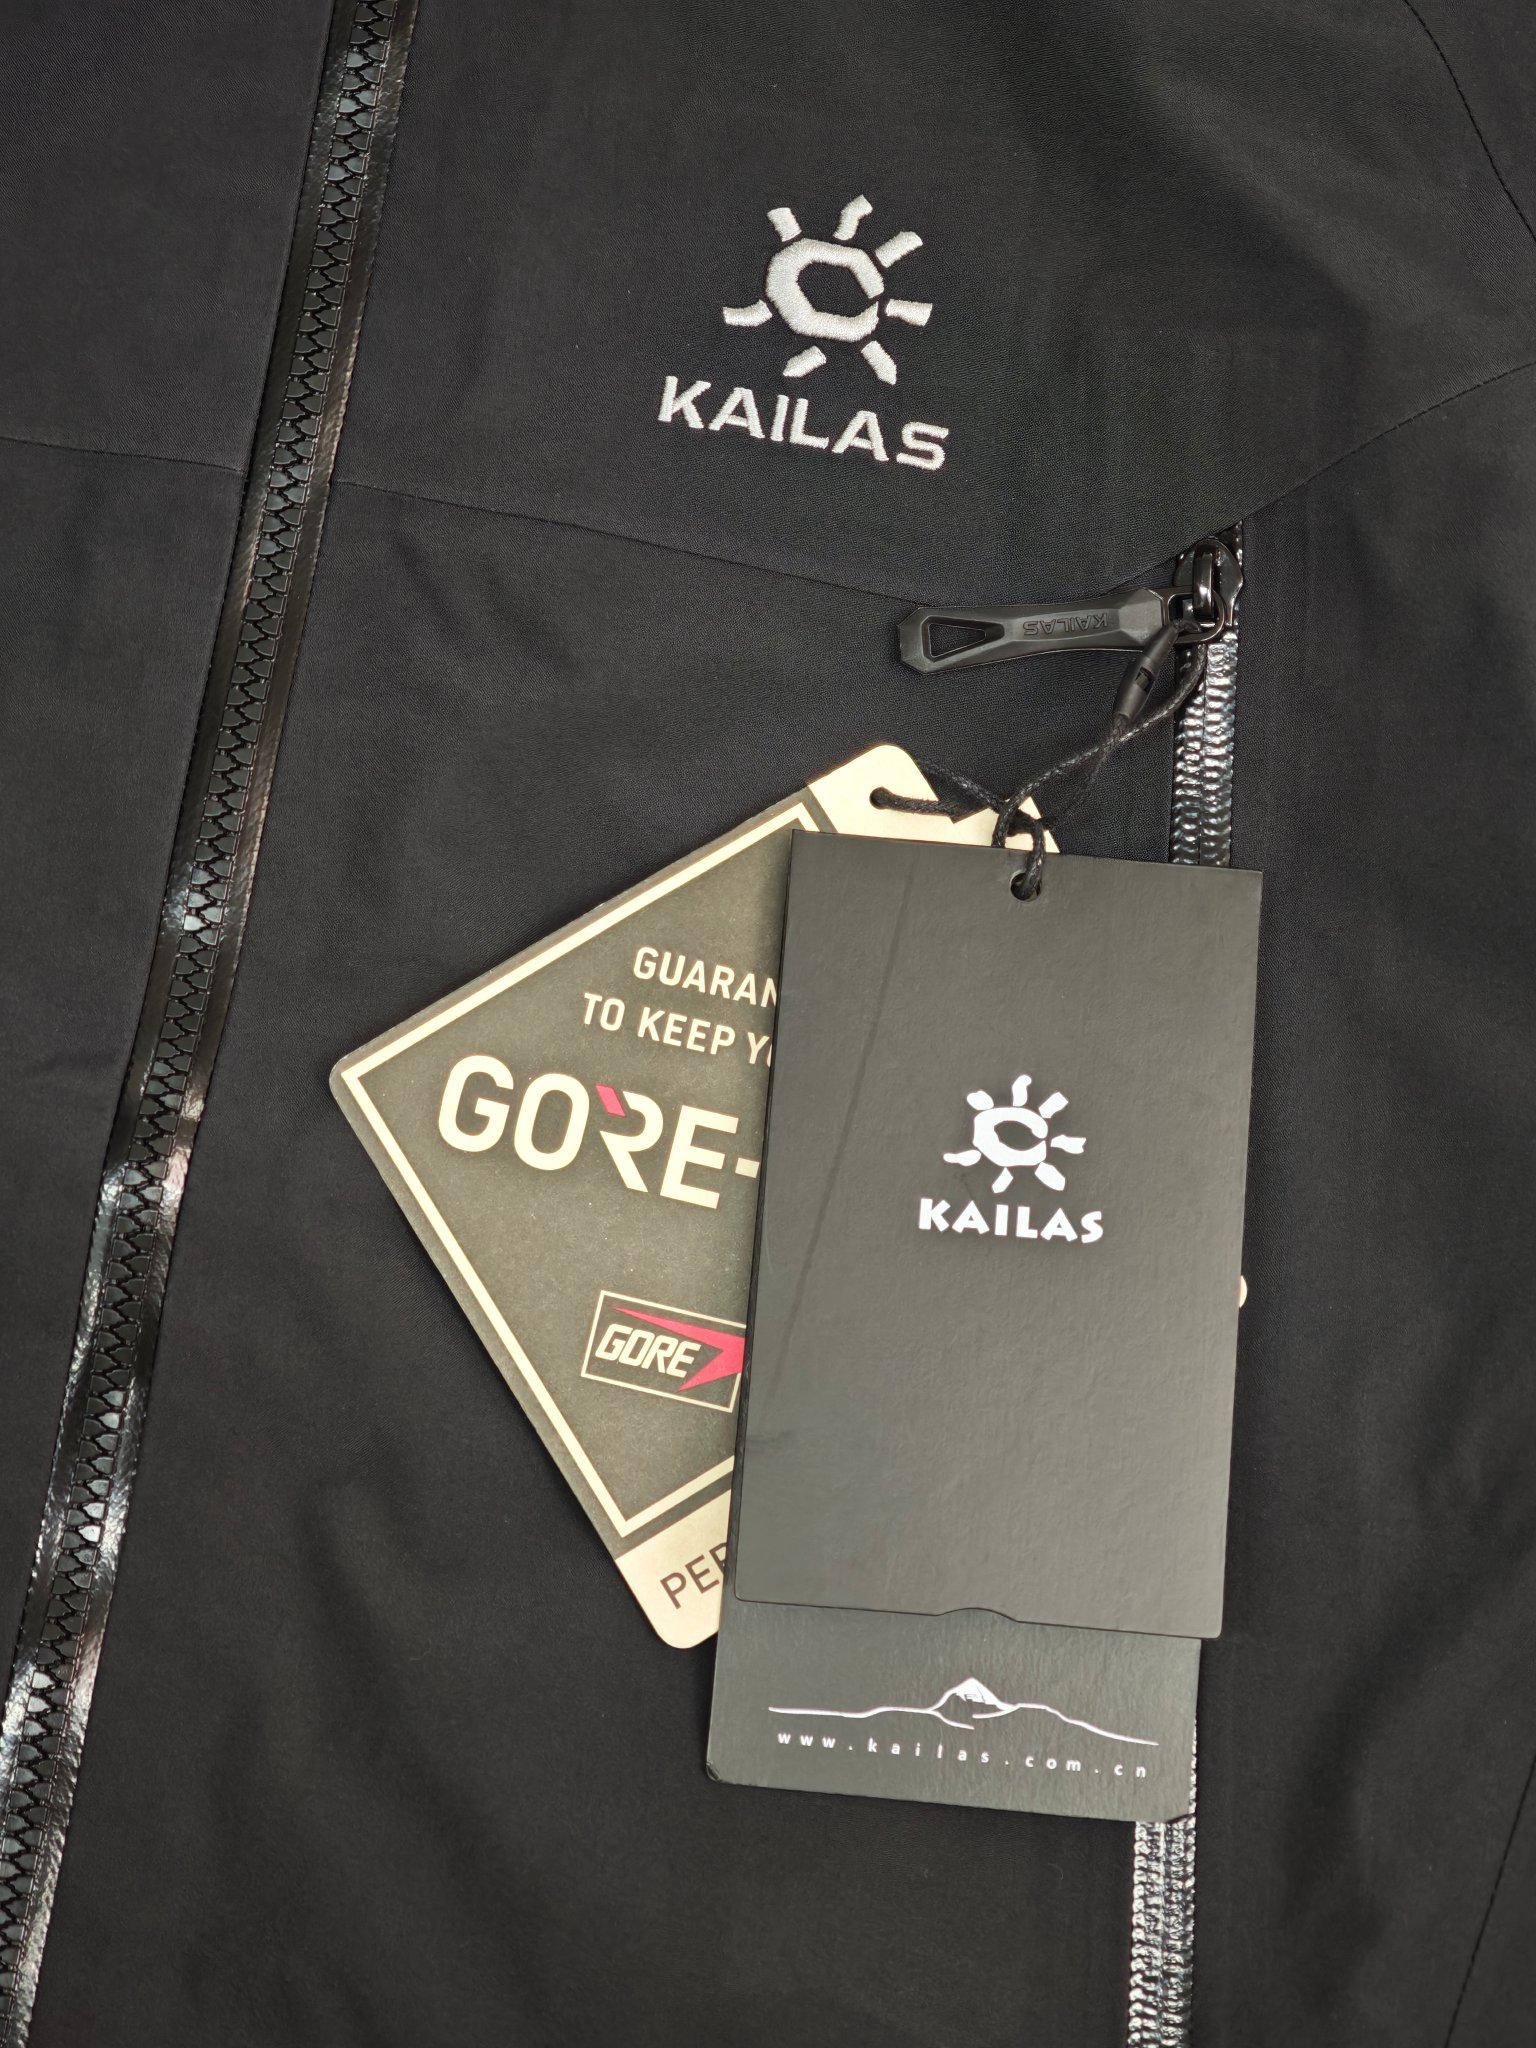 KAILAS
KAILAS
GUARAN
TO KEEP YO
GORE-
GORE
PER
KAILAS
www.kailas.com.cn